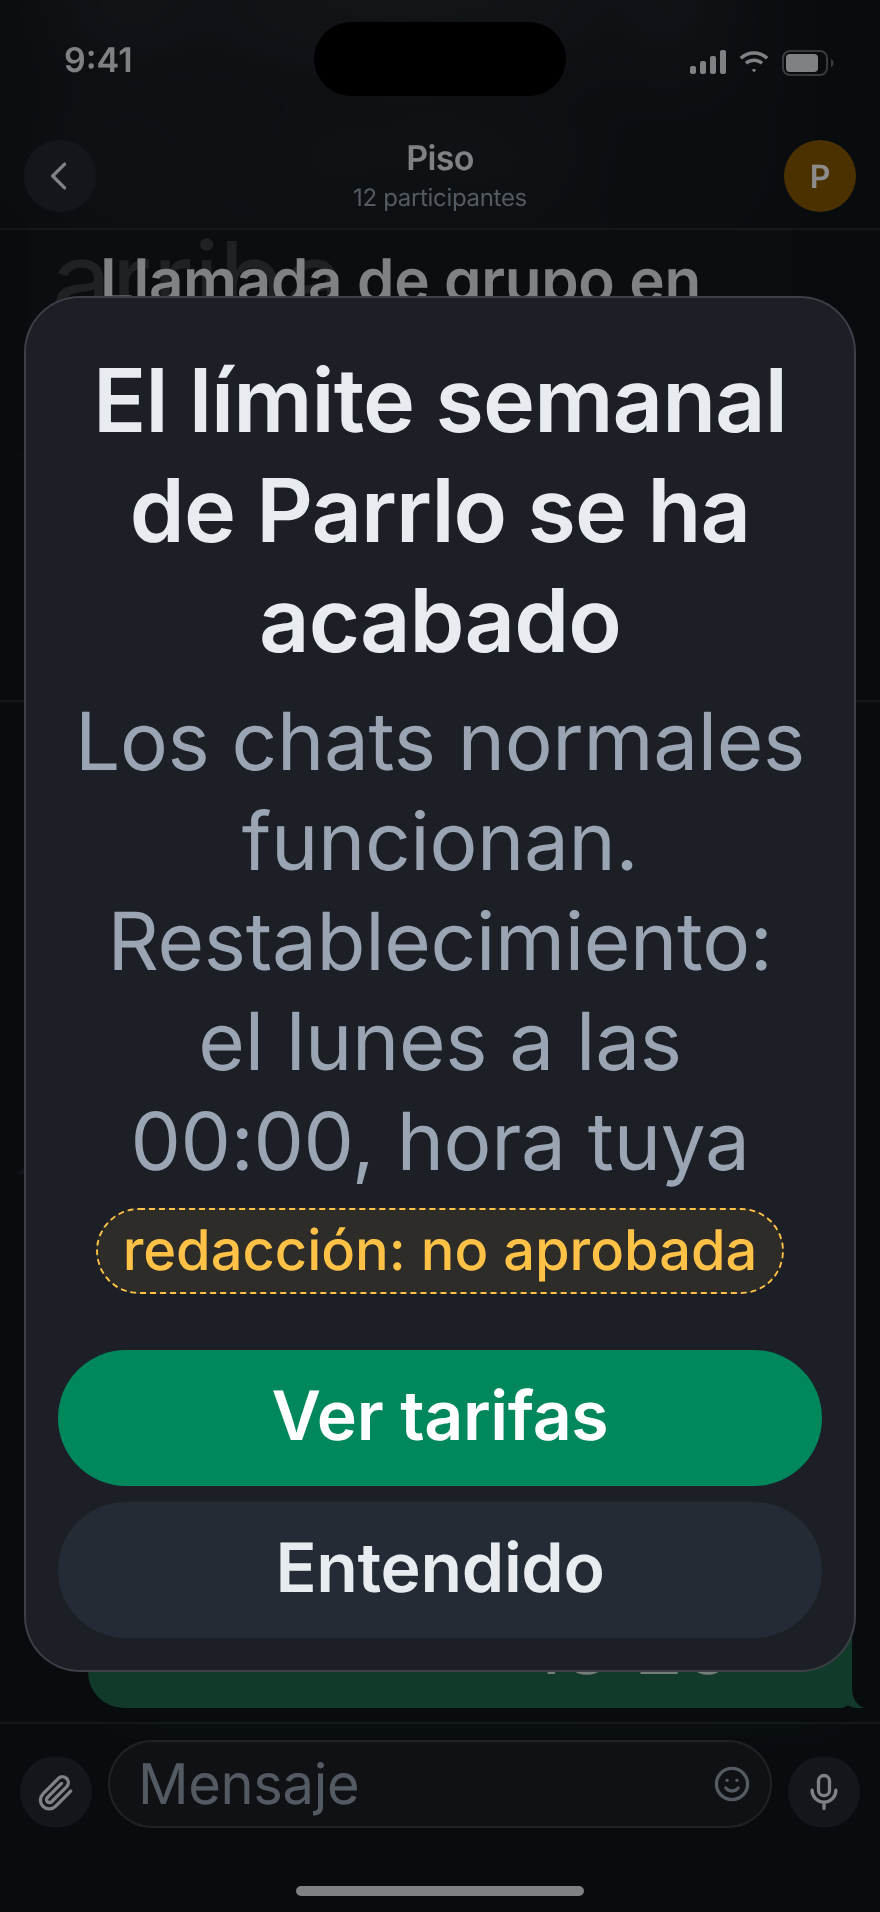 9:41
Piso
12 participantes
P
arriba
Llamada de grupo en
El límite semanal
de Parrlo se ha
acabado
Los chats normales
funcionan.
Restablecimiento:
el lunes a las
00:00, hora tuya
redacción: no aprobada
Ver tarifas
Entendido
Mensaje